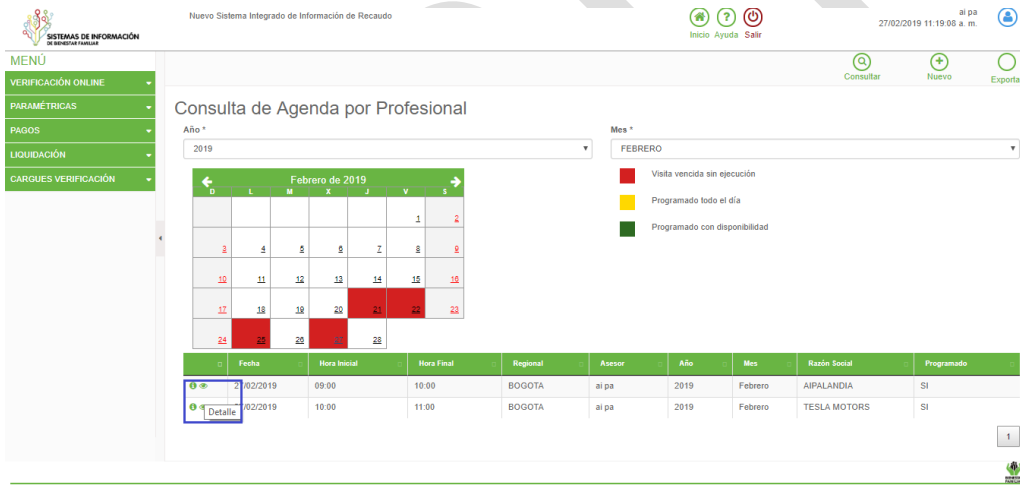 SISTEMAS DE INFORMACIÓN
DE BIENESTAR FAMILIAR
Nuevo Sistema Integrado de Información de Recaudo
Inicio Ayuda Salir
ai pa
27/02/2019 11:19:08 a. m.
MENÚ
VERIFICACIÓN ONLINE
PARAMÉTRICAS
PAGOS
LIQUIDACIÓN
CARGUES VERIFICACIÓN
Consultar Nuevo Exporta
Consulta de Agenda por Profesional
Año * Mes *
2019 FEBRERO
Febrero de 2019
D L M X J V S
1 2
3 4 5 6 7 8 9
10 11 12 13 14 15 16
17 18 19 20 21 22 23
24 25 26 27 28
Visita vencida sin ejecución
Programado todo el día
Programado con disponibilidad
Fecha Hora Inicial Hora Final Regional Asesor Año Mes Razón Social Programado
27/02/2019 09:00 10:00 BOGOTA ai pa 2019 Febrero AIPALANDIA SI
/02/2019 10:00 11:00 BOGOTA ai pa 2019 Febrero TESLA MOTORS SI
Detalle
1
BIENESTAR
FAMILIAR